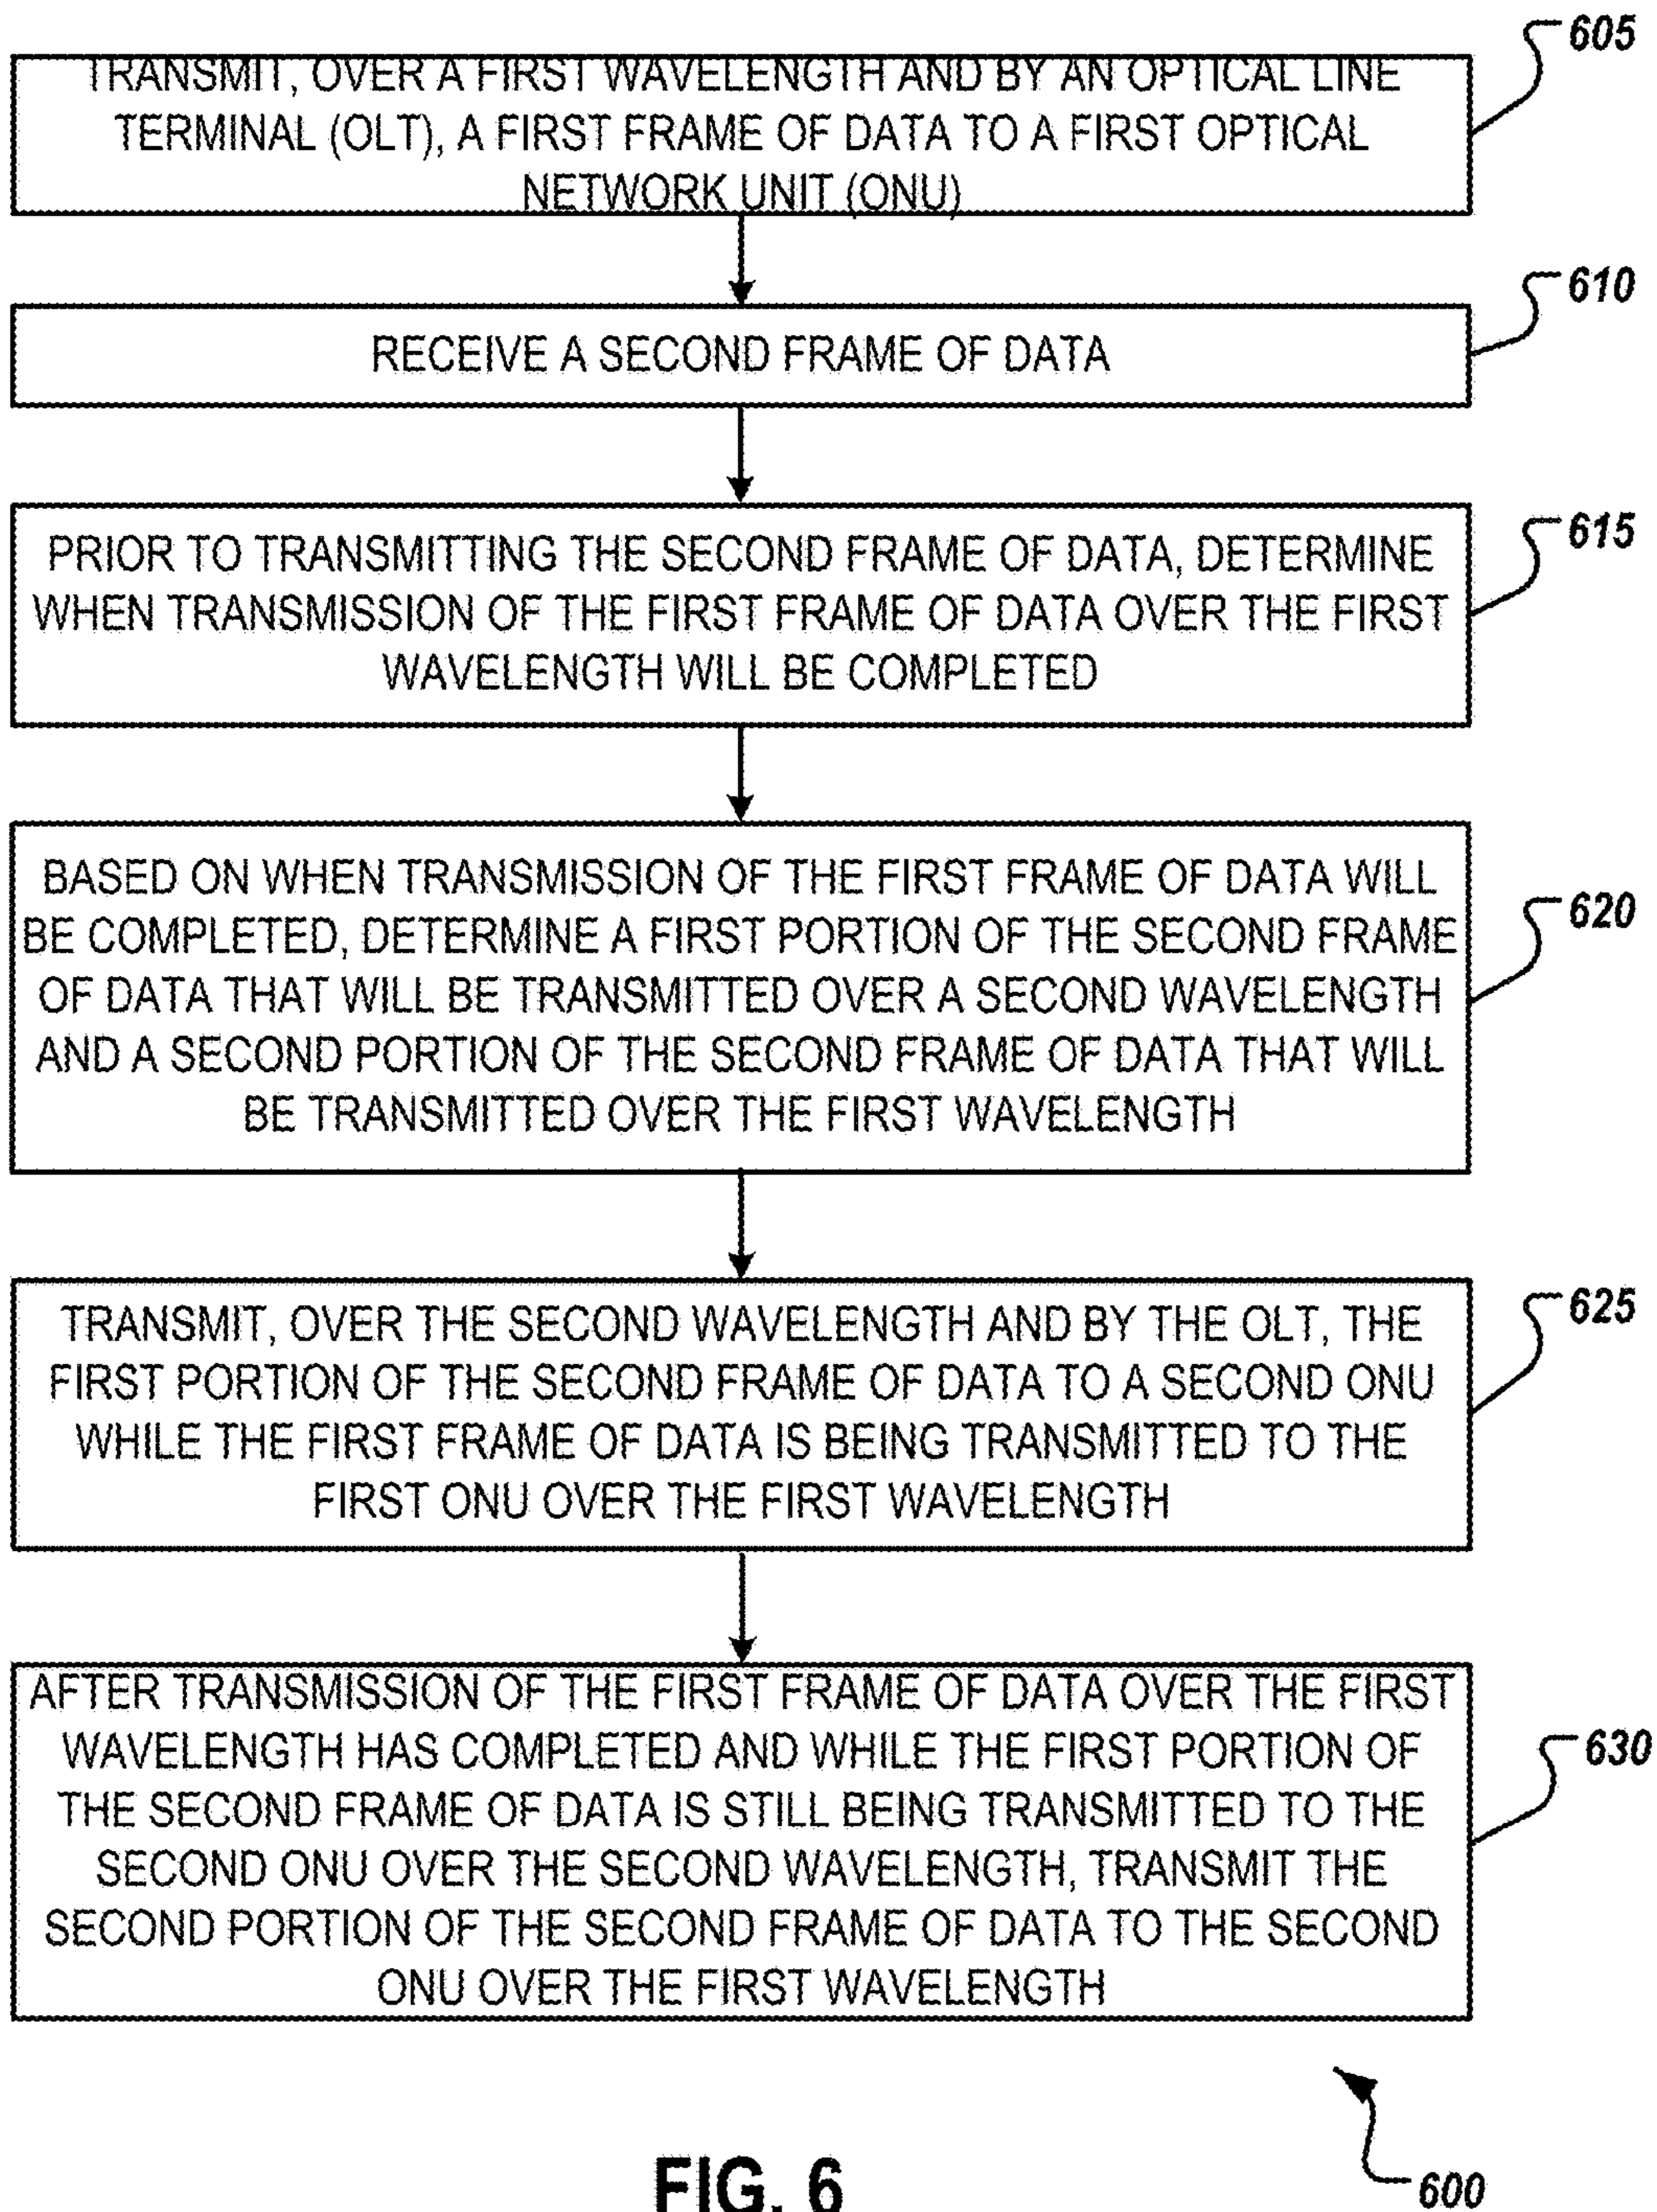 605
TRANSMIT, OVER A FIRST WAVELENGTH AND BY AN OPTICAL LINE
TERMINAL (OLT), A FIRST FRAME OF DATA TO A FIRST OPTICAL
NETWORK UNIT (ONU)
610
RECEIVE A SECOND FRAME OF DATA
615
PRIOR TO TRANSMITTING THE SECOND FRAME OF DATA, DETERMINE
WHEN TRANSMISSION OF THE FIRST FRAME OF DATA OVER THE FIRST
WAVELENGTH WILL BE COMPLETED
620
BASED ON WHEN TRANSMISSION OF THE FIRST FRAME OF DATA WILL
BE COMPLETED, DETERMINE A FIRST PORTION OF THE SECOND FRAME
OF DATA THAT WILL BE TRANSMITTED OVER A SECOND WAVELENGTH
AND A SECOND PORTION OF THE SECOND FRAME OF DATA THAT WILL
BE TRANSMITTED OVER THE FIRST WAVELENGTH
625
TRANSMIT, OVER THE SECOND WAVELENGTH AND BY THE OLT, THE
FIRST PORTION OF THE SECOND FRAME OF DATA TO A SECOND ONU
WHILE THE FIRST FRAME OF DATA IS BEING TRANSMITTED TO THE
FIRST ONU OVER THE FIRST WAVELENGTH
630
AFTER TRANSMISSION OF THE FIRST FRAME OF DATA OVER THE FIRST
WAVELENGTH HAS COMPLETED AND WHILE THE FIRST PORTION OF
THE SECOND FRAME OF DATA IS STILL BEING TRANSMITTED TO THE
SECOND ONU OVER THE SECOND WAVELENGTH, TRANSMIT THE
SECOND PORTION OF THE SECOND FRAME OF DATA TO THE SECOND
ONU OVER THE FIRST WAVELENGTH
600
FIG. 6